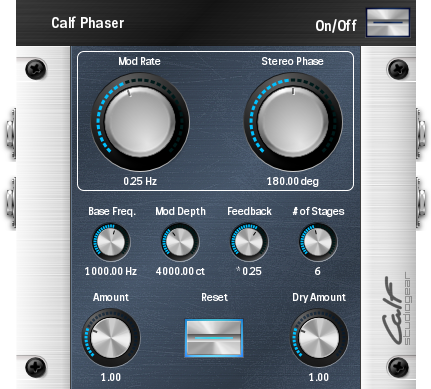 Calf Phaser On/Off
Mod Rate Stereo Phase
0.25 Hz 180.00 deg
Base Freq. Mod Depth Feedback # of Stages
1000.00 Hz 4000.00 ct *0.25 6
Amount Reset Dry Amount
1.00 1.00
Calf
studiogear